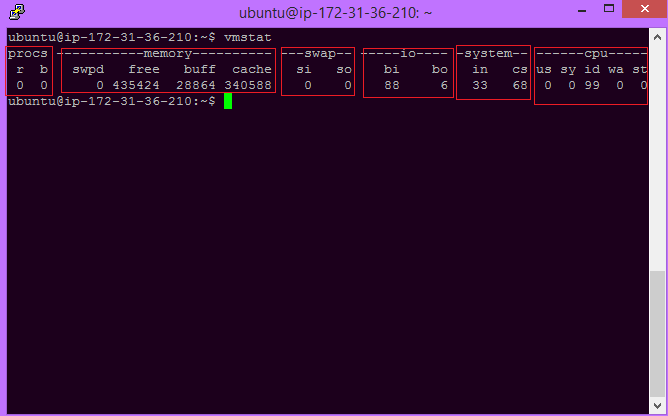 ubuntu@ip-172-31-36-210: ~
ubuntu@ip-172-31-36-210:~$ vmstat
procs -----------memory---------- ---swap-- -----io---- -system-- ------cpu-----
 r  b   swpd   free   buff  cache   si   so    bi    bo   in   cs us sy id wa st
 0  0      0 435424  28864 340588    0    0    88     6   33   68  0  0 99  0  0
ubuntu@ip-172-31-36-210:~$